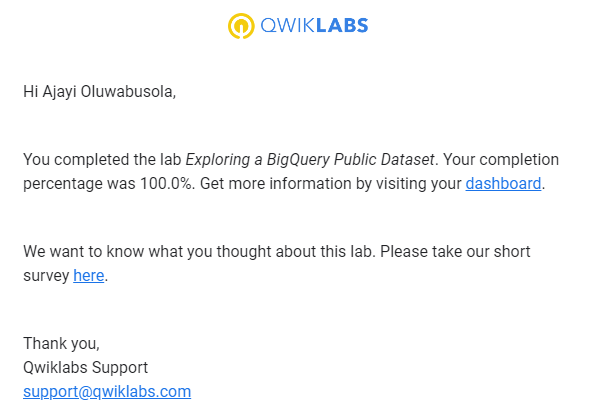 QWIKLABS
Hi Ajayi Oluwabusola,
You completed the lab Exploring a BigQuery Public Dataset. Your completion
percentage was 100.0%. Get more information by visiting your dashboard.
We want to know what you thought about this lab. Please take our short
survey here.
Thank you,
Qwiklabs Support
support@qwiklabs.com